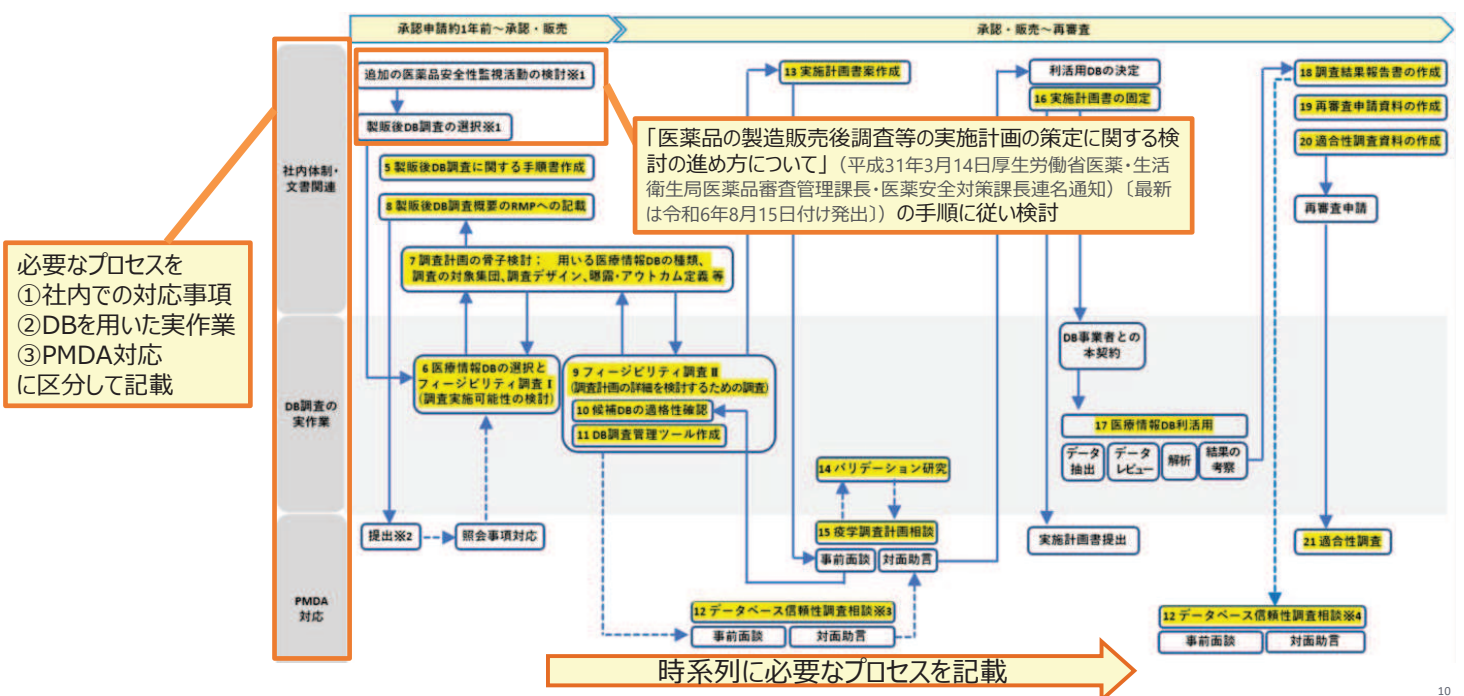 承認申請約1年前～承認・販売
承認・販売～再審査
社内体制・
文書関連
追加の医薬品安全性監視活動の検討※1
製販後DB調査の選択※1
5 製販後DB調査に関する手順書作成
8 製販後DB調査概要のRMPへの記載
7 調査計画の骨子検討： 用いる医療情報DBの種類、
調査の対象集団、調査デザイン、曝露・アウトカム定義 等
13 実施計画書案作成
利活用DBの決定
16 実施計画書の固定
18 調査結果報告書の作成
19 再審査申請資料の作成
20 適合性調査資料の作成
再審査申請
「医薬品の製造販売後調査等の実施計画の策定に関する検
討の進め方について」（平成31年3月14日厚生労働省医薬・生活
衛生局医薬品審査管理課長・医薬安全対策課長連名通知）〔最新
は令和6年8月15日付け発出〕）の手順に従い検討
必要なプロセスを
①社内での対応事項
②DBを用いた実作業
③PMDA対応
に区分して記載
DB調査の
実作業
6 医療情報DBの選択と
フィージビリティ調査 Ⅰ
（調査実施可能性の検討）
9 フィージビリティ調査 Ⅱ
（調査計画の詳細を検討するための調査）
10 候補DBの適格性確認
11 DB調査管理ツール作成
14 バリデーション研究
DB事業者との
本契約
17 医療情報DB利活用
データ
抽出
データ
レビュー
解析
結果の
考察
PMDA
対応
提出※2
照会事項対応
15 疫学調査計画相談
事前面談
対面助言
12 データベース信頼性調査相談※3
事前面談
対面助言
実施計画書提出
21 適合性調査
12 データベース信頼性調査相談※4
事前面談
対面助言
時系列に必要なプロセスを記載
10